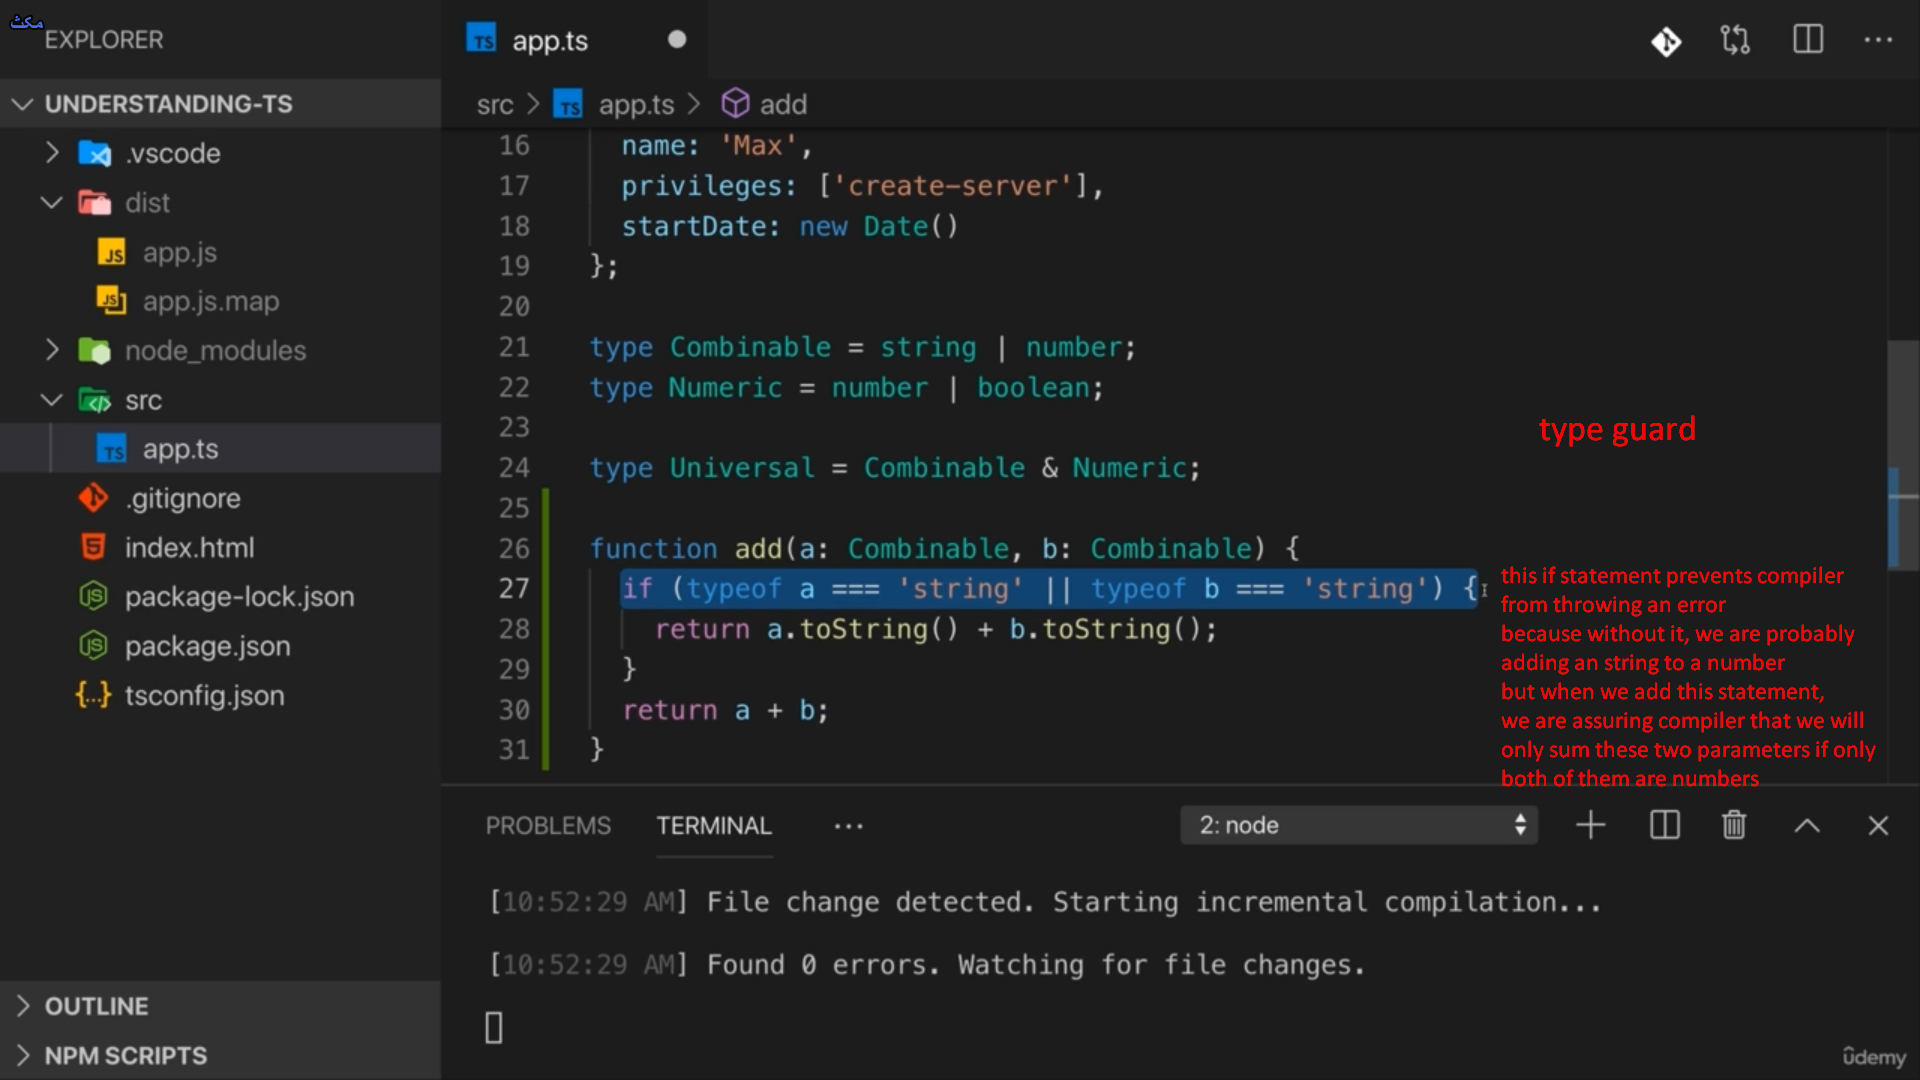 مكث
EXPLORER
UNDERSTANDING-TS
.vscode
dist
app.js
app.js.map
node_modules
src
app.ts
.gitignore
index.html
package-lock.json
package.json
tsconfig.json
OUTLINE
NPM SCRIPTS
TS app.ts
src > TS app.ts > add
16 name: 'Max',
17 privileges: ['create-server'],
18 startDate: new Date()
19 };
20
21 type Combinable = string | number;
22 type Numeric = number | boolean;
23
24 type Universal = Combinable & Numeric;
25
26 function add(a: Combinable, b: Combinable) {
27 if (typeof a === 'string' || typeof b === 'string') {
28 return a.toString() + b.toString();
29 }
30 return a + b;
31 }
type guard
this if statement prevents compiler
from throwing an error
because without it, we are probably
adding an string to a number
but when we add this statement,
we are assuring compiler that we will
only sum these two parameters if only
both of them are numbers
PROBLEMS TERMINAL ... 2: node
[10:52:29 AM] File change detected. Starting incremental compilation...
[10:52:29 AM] Found 0 errors. Watching for file changes.
ûdemy